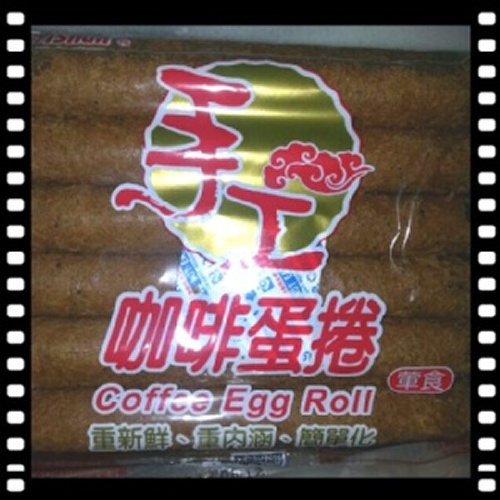 手工
咖啡蛋捲
葷食
Coffee Egg Roll
重新鮮、重內涵、簡單化